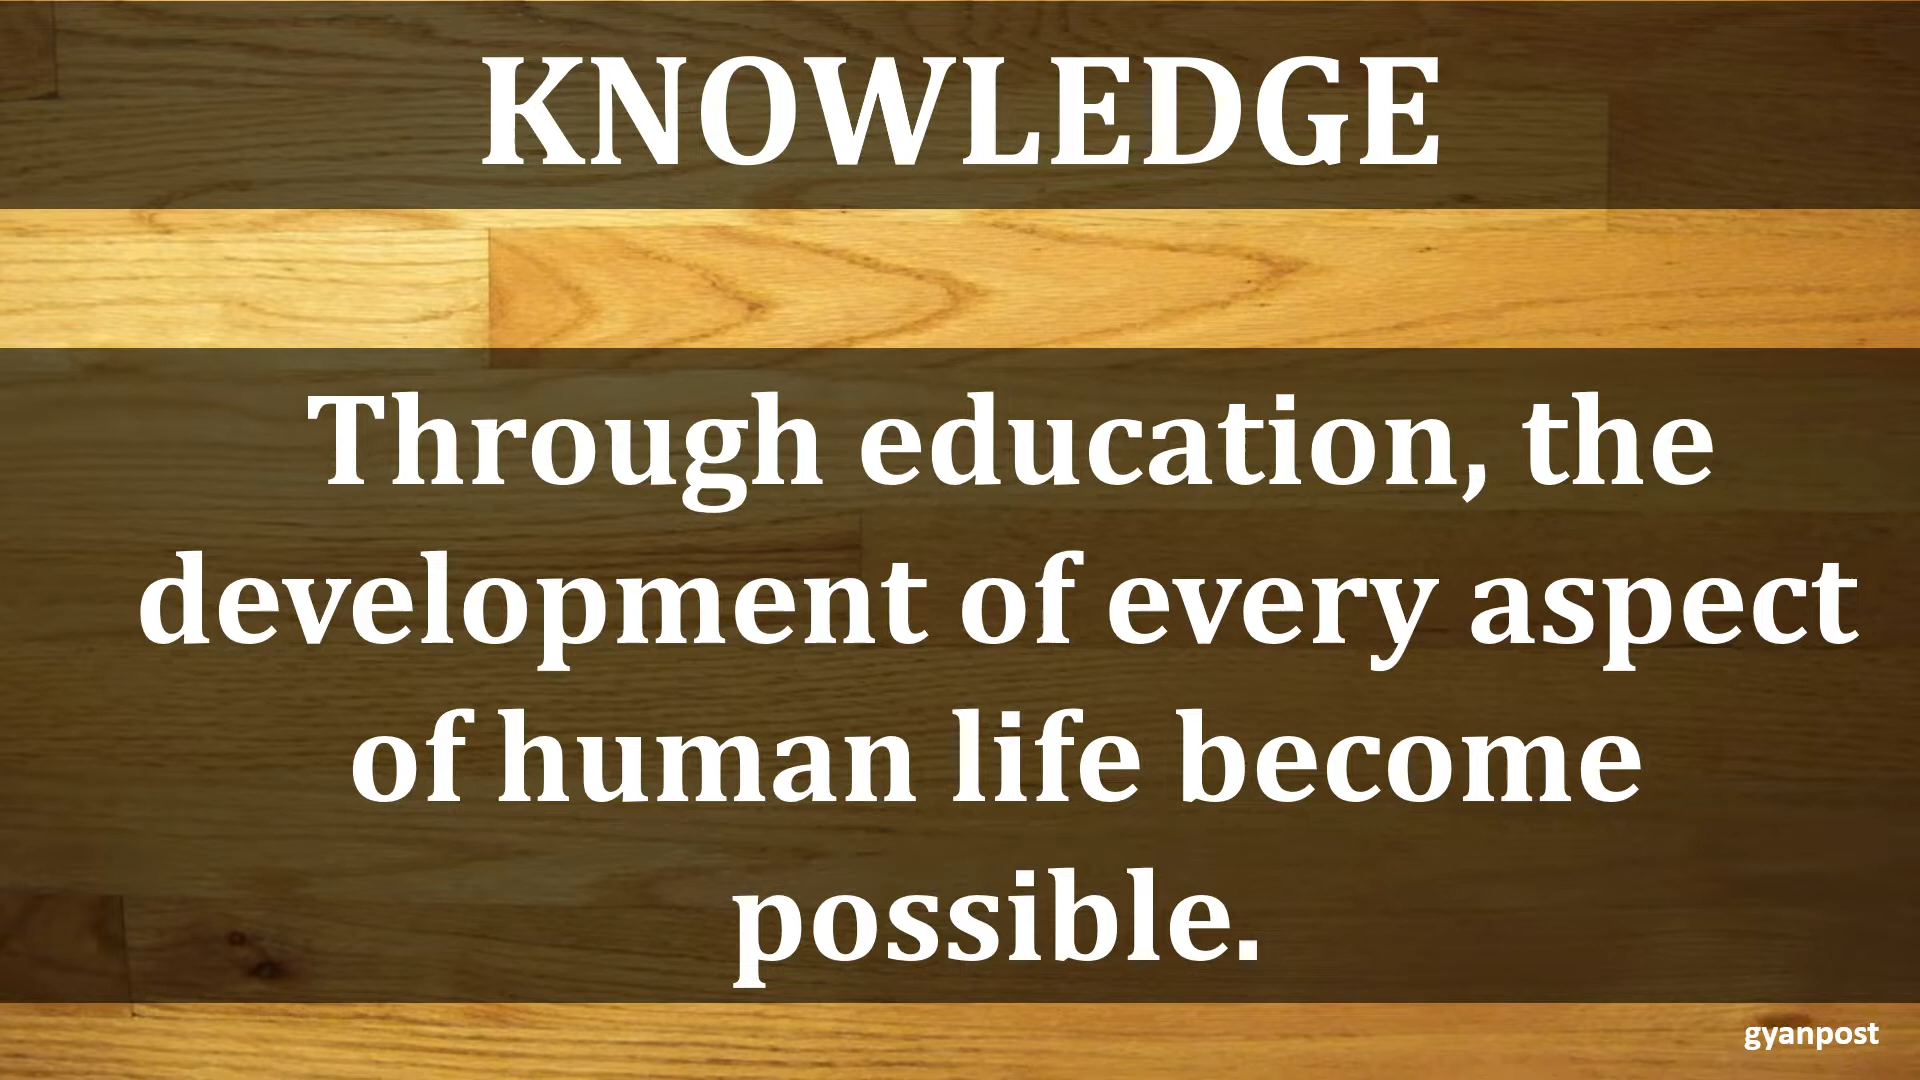 KNOWLEDGE
Through education, the
development of every aspect
of human life become
possible.
gyanpost